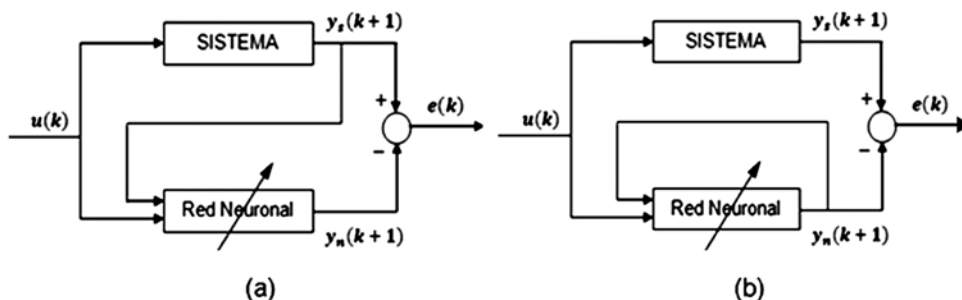 y_s(k+1)
SISTEMA
+
e(k)
u(k)
−
Red Neuronal
y_n(k+1)
(a)
y_s(k+1)
SISTEMA
+
e(k)
u(k)
−
Red Neuronal
y_n(k+1)
(b)